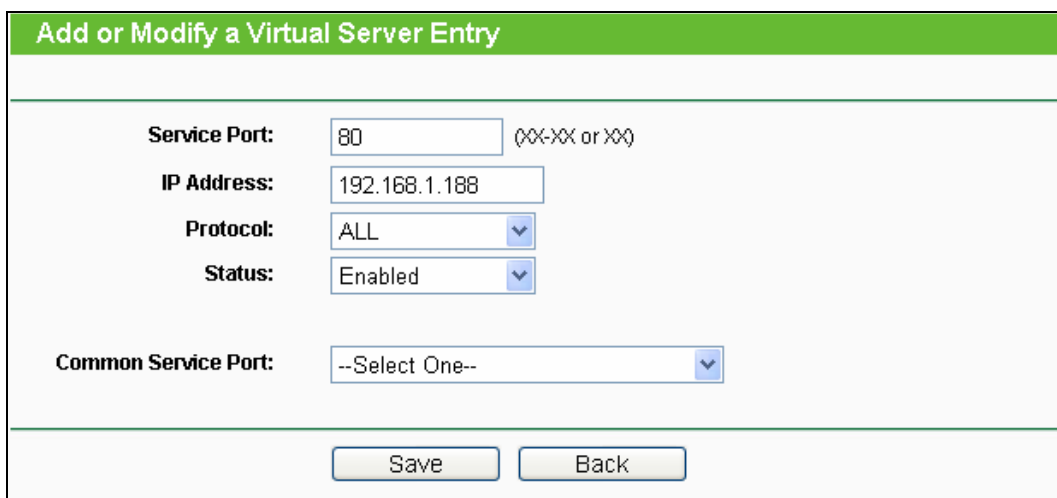 Add or Modify a Virtual Server Entry
Service Port: 80 (XX-XX or XX)
IP Address: 192.168.1.188
Protocol: ALL
Status: Enabled
Common Service Port: --Select One--
Save Back